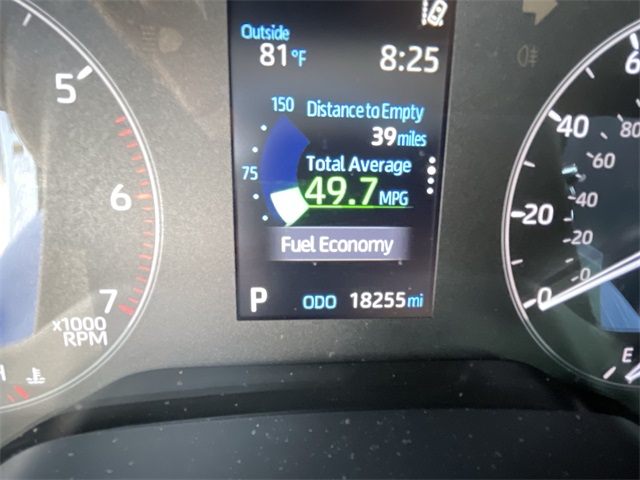 Outside
81°F 8:25
150 Distance to Empty
39 miles
75 Total Average
49.7 MPG
Fuel Economy
P ODO 18255 mi
5
6
7
x1000
RPM
H
6
40 80
60
20 40
20
0 0
E